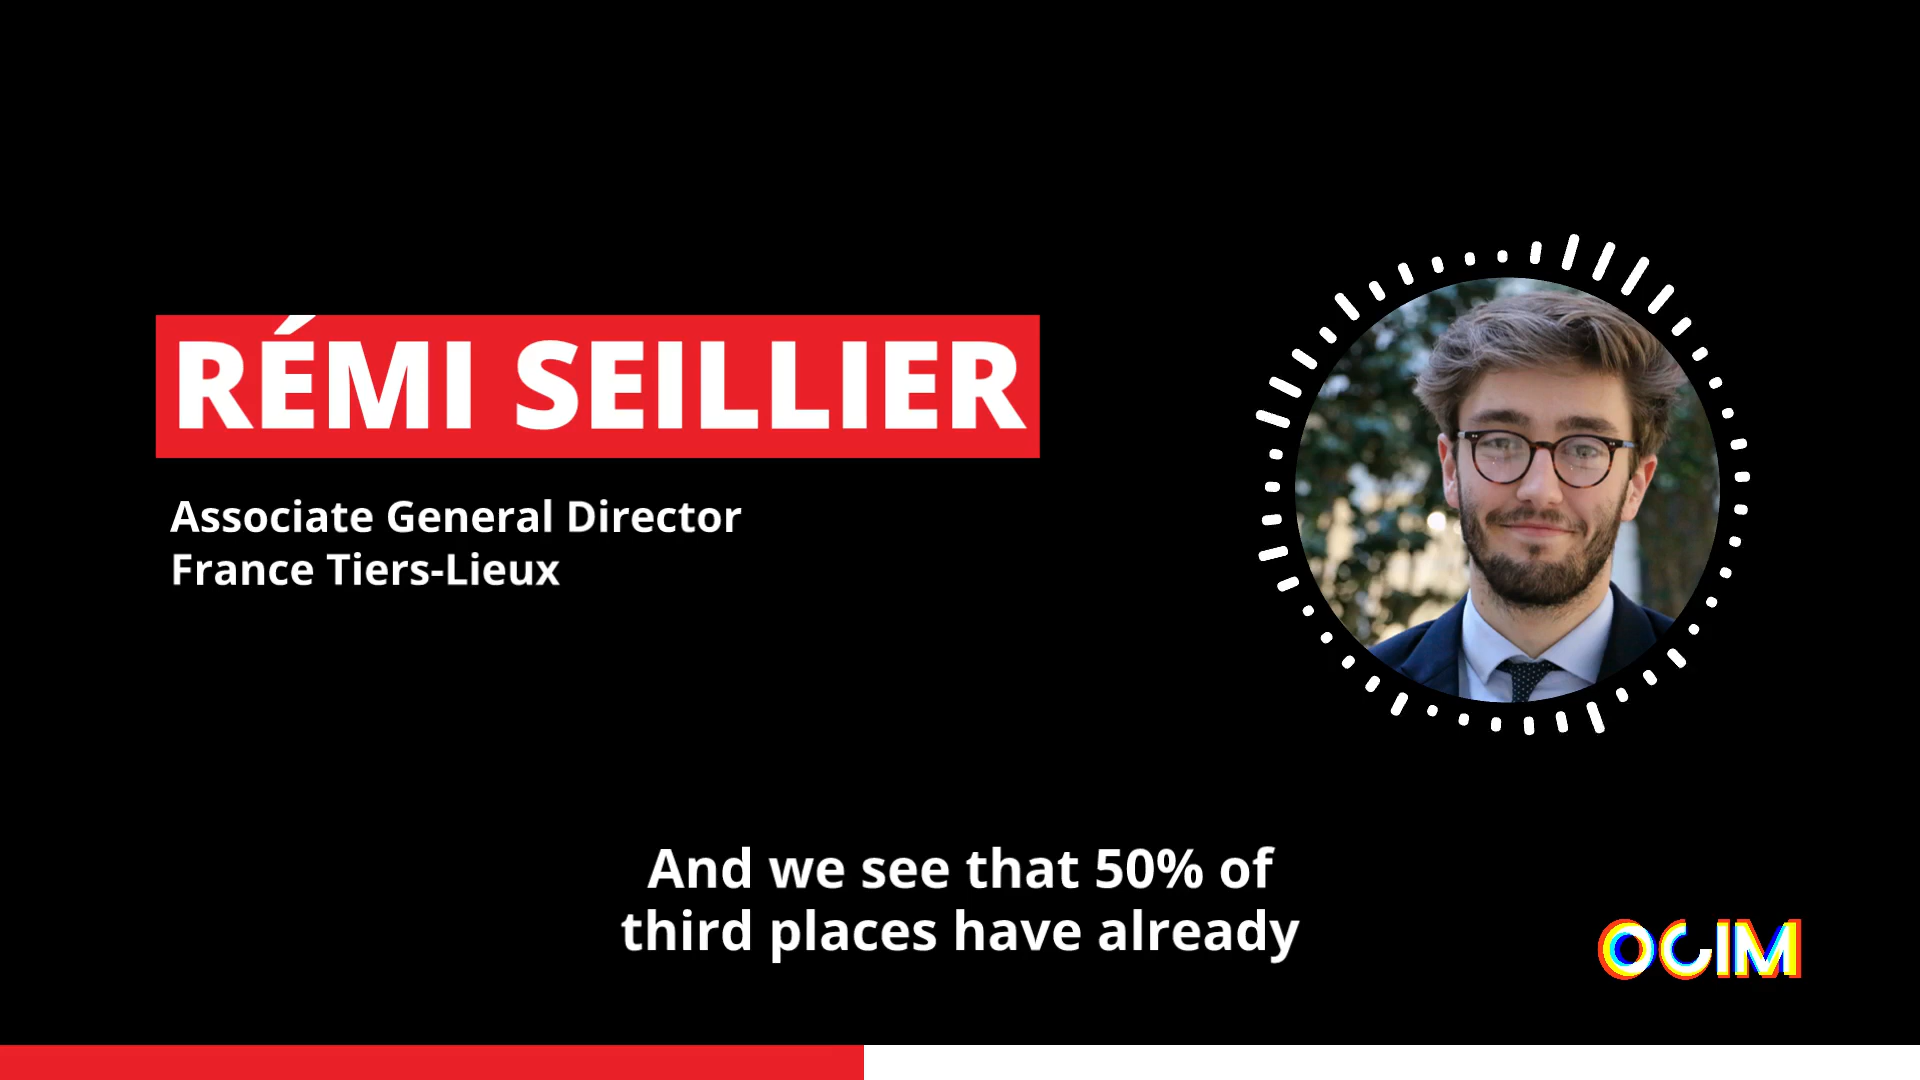 RÉMI SEILLIER
Associate General Director
France Tiers-Lieux
And we see that 50% of
third places have already
OCIM